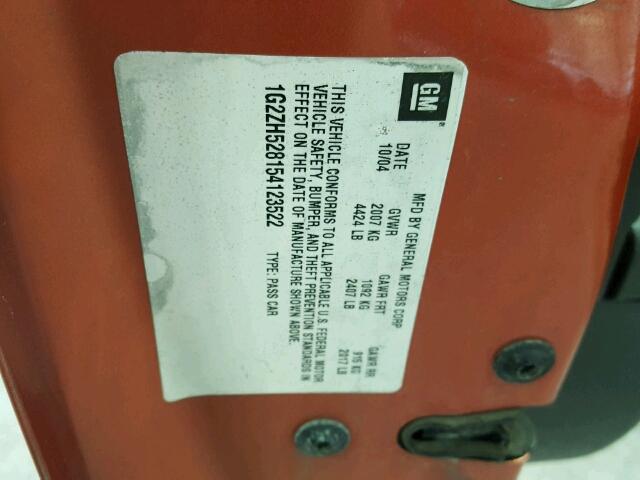 GM
MFD BY GENERAL MOTORS CORP
DATE GVWR GAWR FRT GAWR RR
10/04 2007 KG 1092 KG 915 KG
4424 LB 2407 LB 2017 LB
THIS VEHICLE CONFORMS TO ALL APPLICABLE U.S. FEDERAL MOTOR
VEHICLE SAFETY, BUMPER, AND THEFT PREVENTION STANDARDS IN
EFFECT ON THE DATE OF MANUFACTURE SHOWN ABOVE.
1G2ZH528154123522 TYPE: PASS CAR